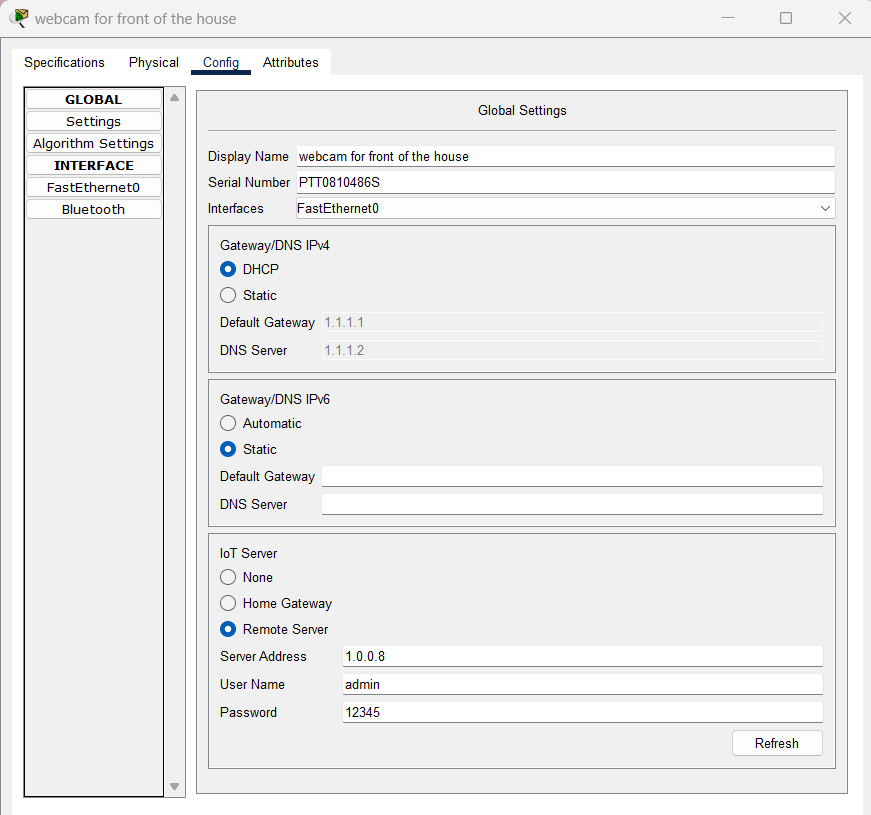 webcam for front of the house
Specifications Physical Config Attributes
GLOBAL
Settings
Algorithm Settings
INTERFACE
FastEthernet0
Bluetooth
Global Settings
Display Name webcam for front of the house
Serial Number PTT0810486S
Interfaces FastEthernet0
Gateway/DNS IPv4
DHCP
Static
Default Gateway 1.1.1.1
DNS Server 1.1.1.2
Gateway/DNS IPv6
Automatic
Static
Default Gateway
DNS Server
IoT Server
None
Home Gateway
Remote Server
Server Address 1.0.0.8
User Name admin
Password 12345
Refresh